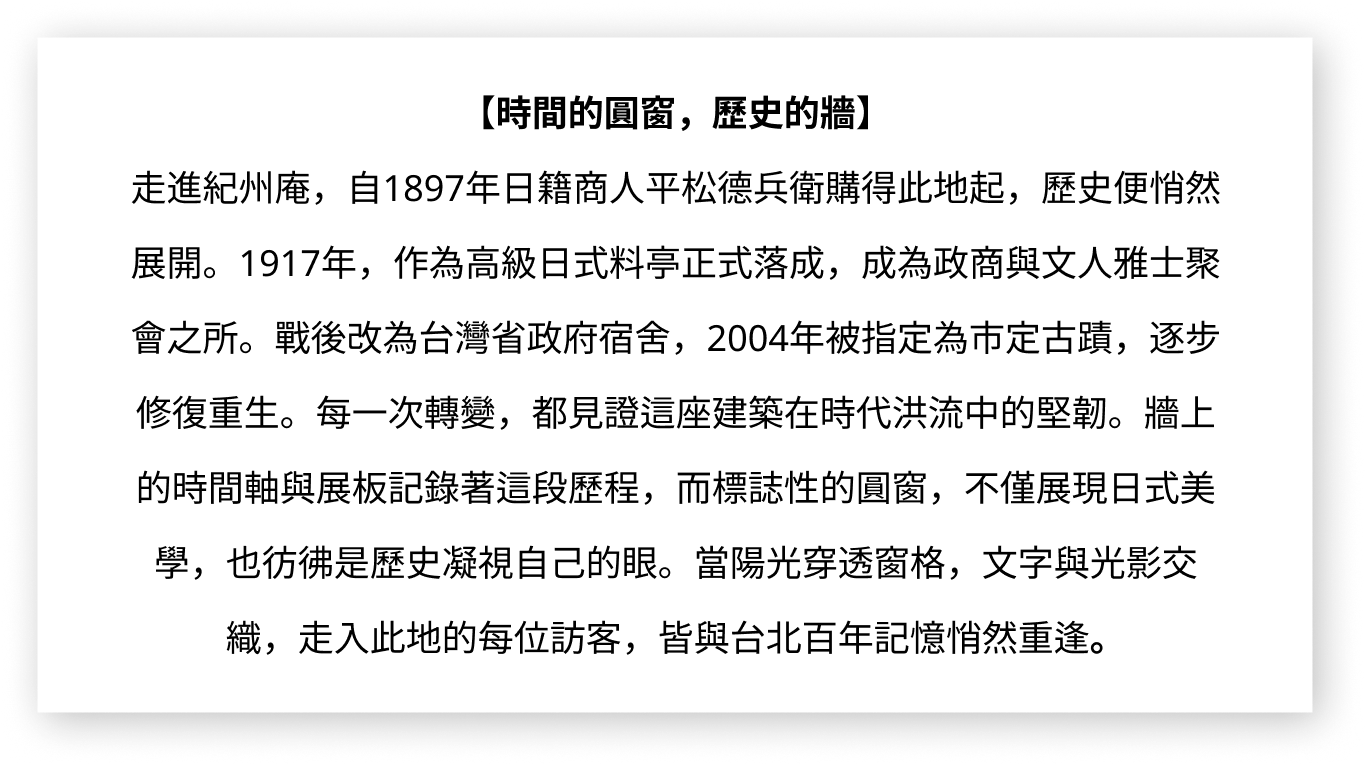 【時間的圓窗，歷史的牆】
走進紀州庵，自1897年日籍商人平松德兵衛購得此地起，歷史便悄然
展開。1917年，作為高級日式料亭正式落成，成為政商與文人雅士聚
會之所。戰後改為台灣省政府宿舍，2004年被指定為市定古蹟，逐步
修復重生。每一次轉變，都見證這座建築在時代洪流中的堅韌。牆上
的時間軸與展板記錄著這段歷程，而標誌性的圓窗，不僅展現日式美
學，也彷彿是歷史凝視自己的眼。當陽光穿透窗格，文字與光影交
織，走入此地的每位訪客，皆與台北百年記憶悄然重逢。